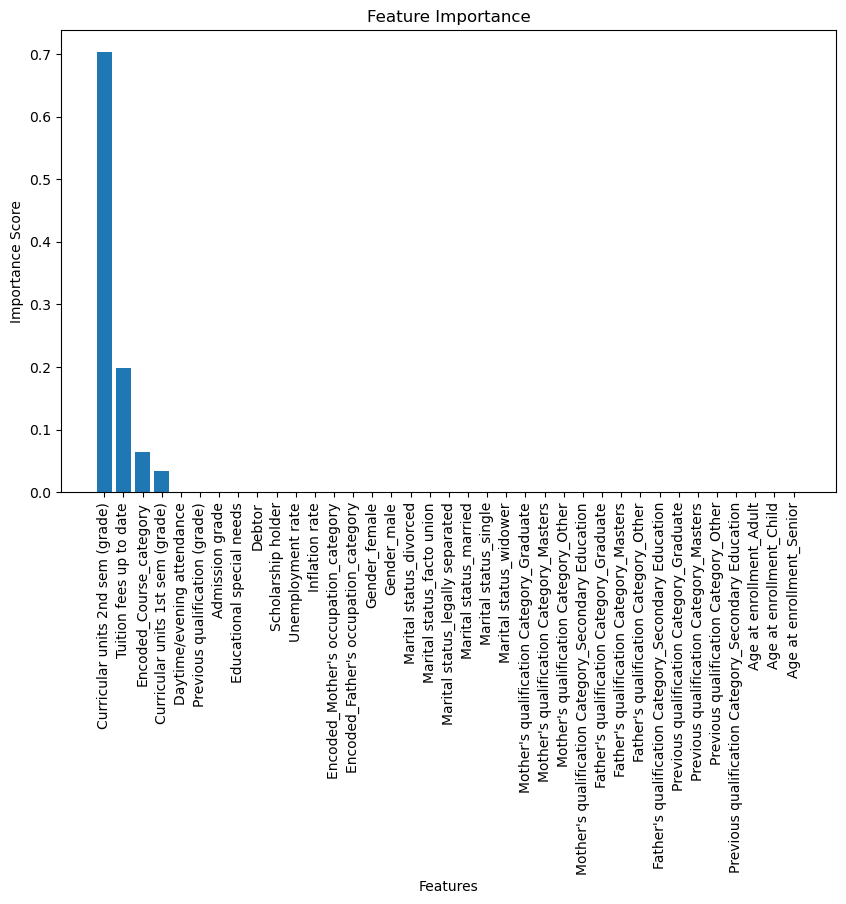 Feature Importance
0.7
0.6
0.5
0.4
0.3
0.2
0.1
0.0
Importance Score
Curricular units 2nd sem (grade)
Tuition fees up to date
Encoded_Course_category
Curricular units 1st sem (grade)
Daytime/evening attendance
Previous qualification (grade)
Admission grade
Educational special needs
Debtor
Scholarship holder
Unemployment rate
Inflation rate
Encoded_Mother's occupation_category
Encoded_Father's occupation_category
Gender_female
Gender_male
Marital status_divorced
Marital status_facto union
Marital status_legally separated
Marital status_married
Marital status_single
Marital status_widower
Mother's qualification Category_Graduate
Mother's qualification Category_Masters
Mother's qualification Category_Other
Mother's qualification Category_Secondary Education
Father's qualification Category_Graduate
Father's qualification Category_Masters
Father's qualification Category_Other
Father's qualification Category_Secondary Education
Previous qualification Category_Graduate
Previous qualification Category_Masters
Previous qualification Category_Other
Previous qualification Category_Secondary Education
Age at enrollment_Adult
Age at enrollment_Child
Age at enrollment_Senior
Features